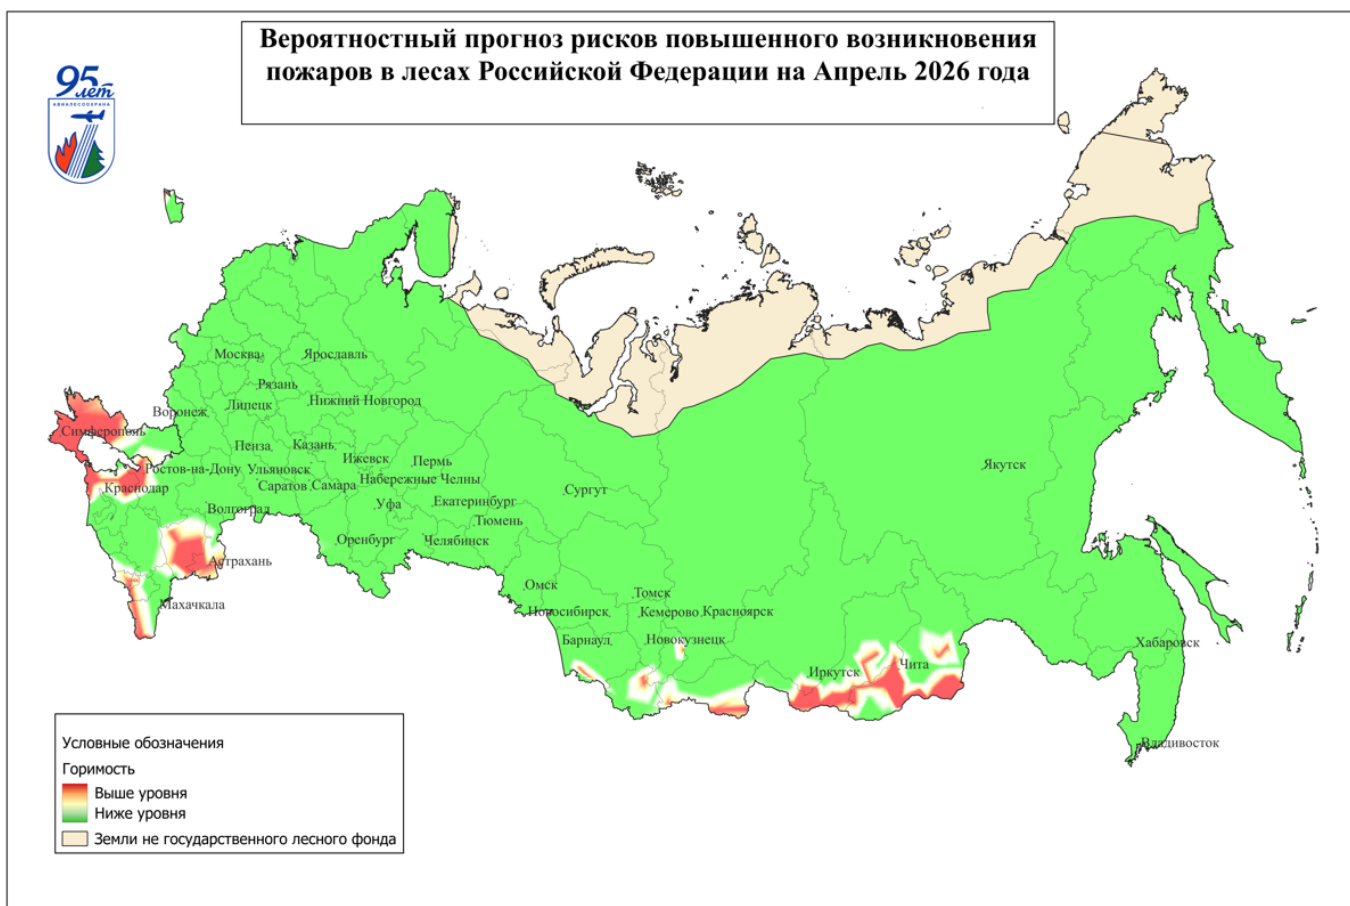 Вероятностный прогноз рисков повышенного возникновения
пожаров в лесах Российской Федерации на Апрель 2026 года
95
лет
АВИАЛЕСООХРАНА
Москва
Ярославль
Рязань
Нижний Новгород
Липецк
Воронеж
Симферополь
Пенза
Казань
Ижевск
Пермь
Якутск
Ростов-на-Дону
Ульяновск
Набережные Челны
Краснодар
Саратов
Самара
Сургут
Уфа
Екатеринбург
Волгоград
Тюмень
Оренбург
Челябинск
Астрахань
Омск
Томск
Махачкала
Новосибирск
Кемерово
Красноярск
Барнаул
Новокузнецк
Хабаровск
Иркутск
Чита
Владивосток
Условные обозначения
Горимость
Выше уровня
Ниже уровня
Земли не государственного лесного фонда